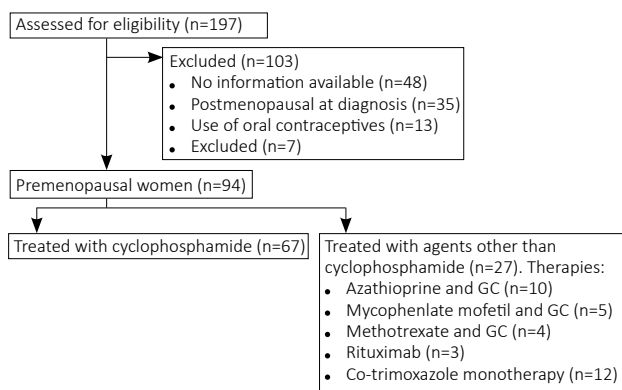 Assessed for eligibility (n=197)
Excluded (n=103)
• No information available (n=48)
• Postmenopausal at diagnosis (n=35)
• Use of oral contraceptives (n=13)
• Excluded (n=7)
Premenopausal women (n=94)
Treated with cyclophosphamide (n=67)
Treated with agents other than
cyclophosphamide (n=27). Therapies:
• Azathioprine and GC (n=10)
• Mycophenlate mofetil and GC (n=5)
• Methotrexate and GC (n=4)
• Rituximab (n=3)
• Co-trimoxazole monotherapy (n=12)